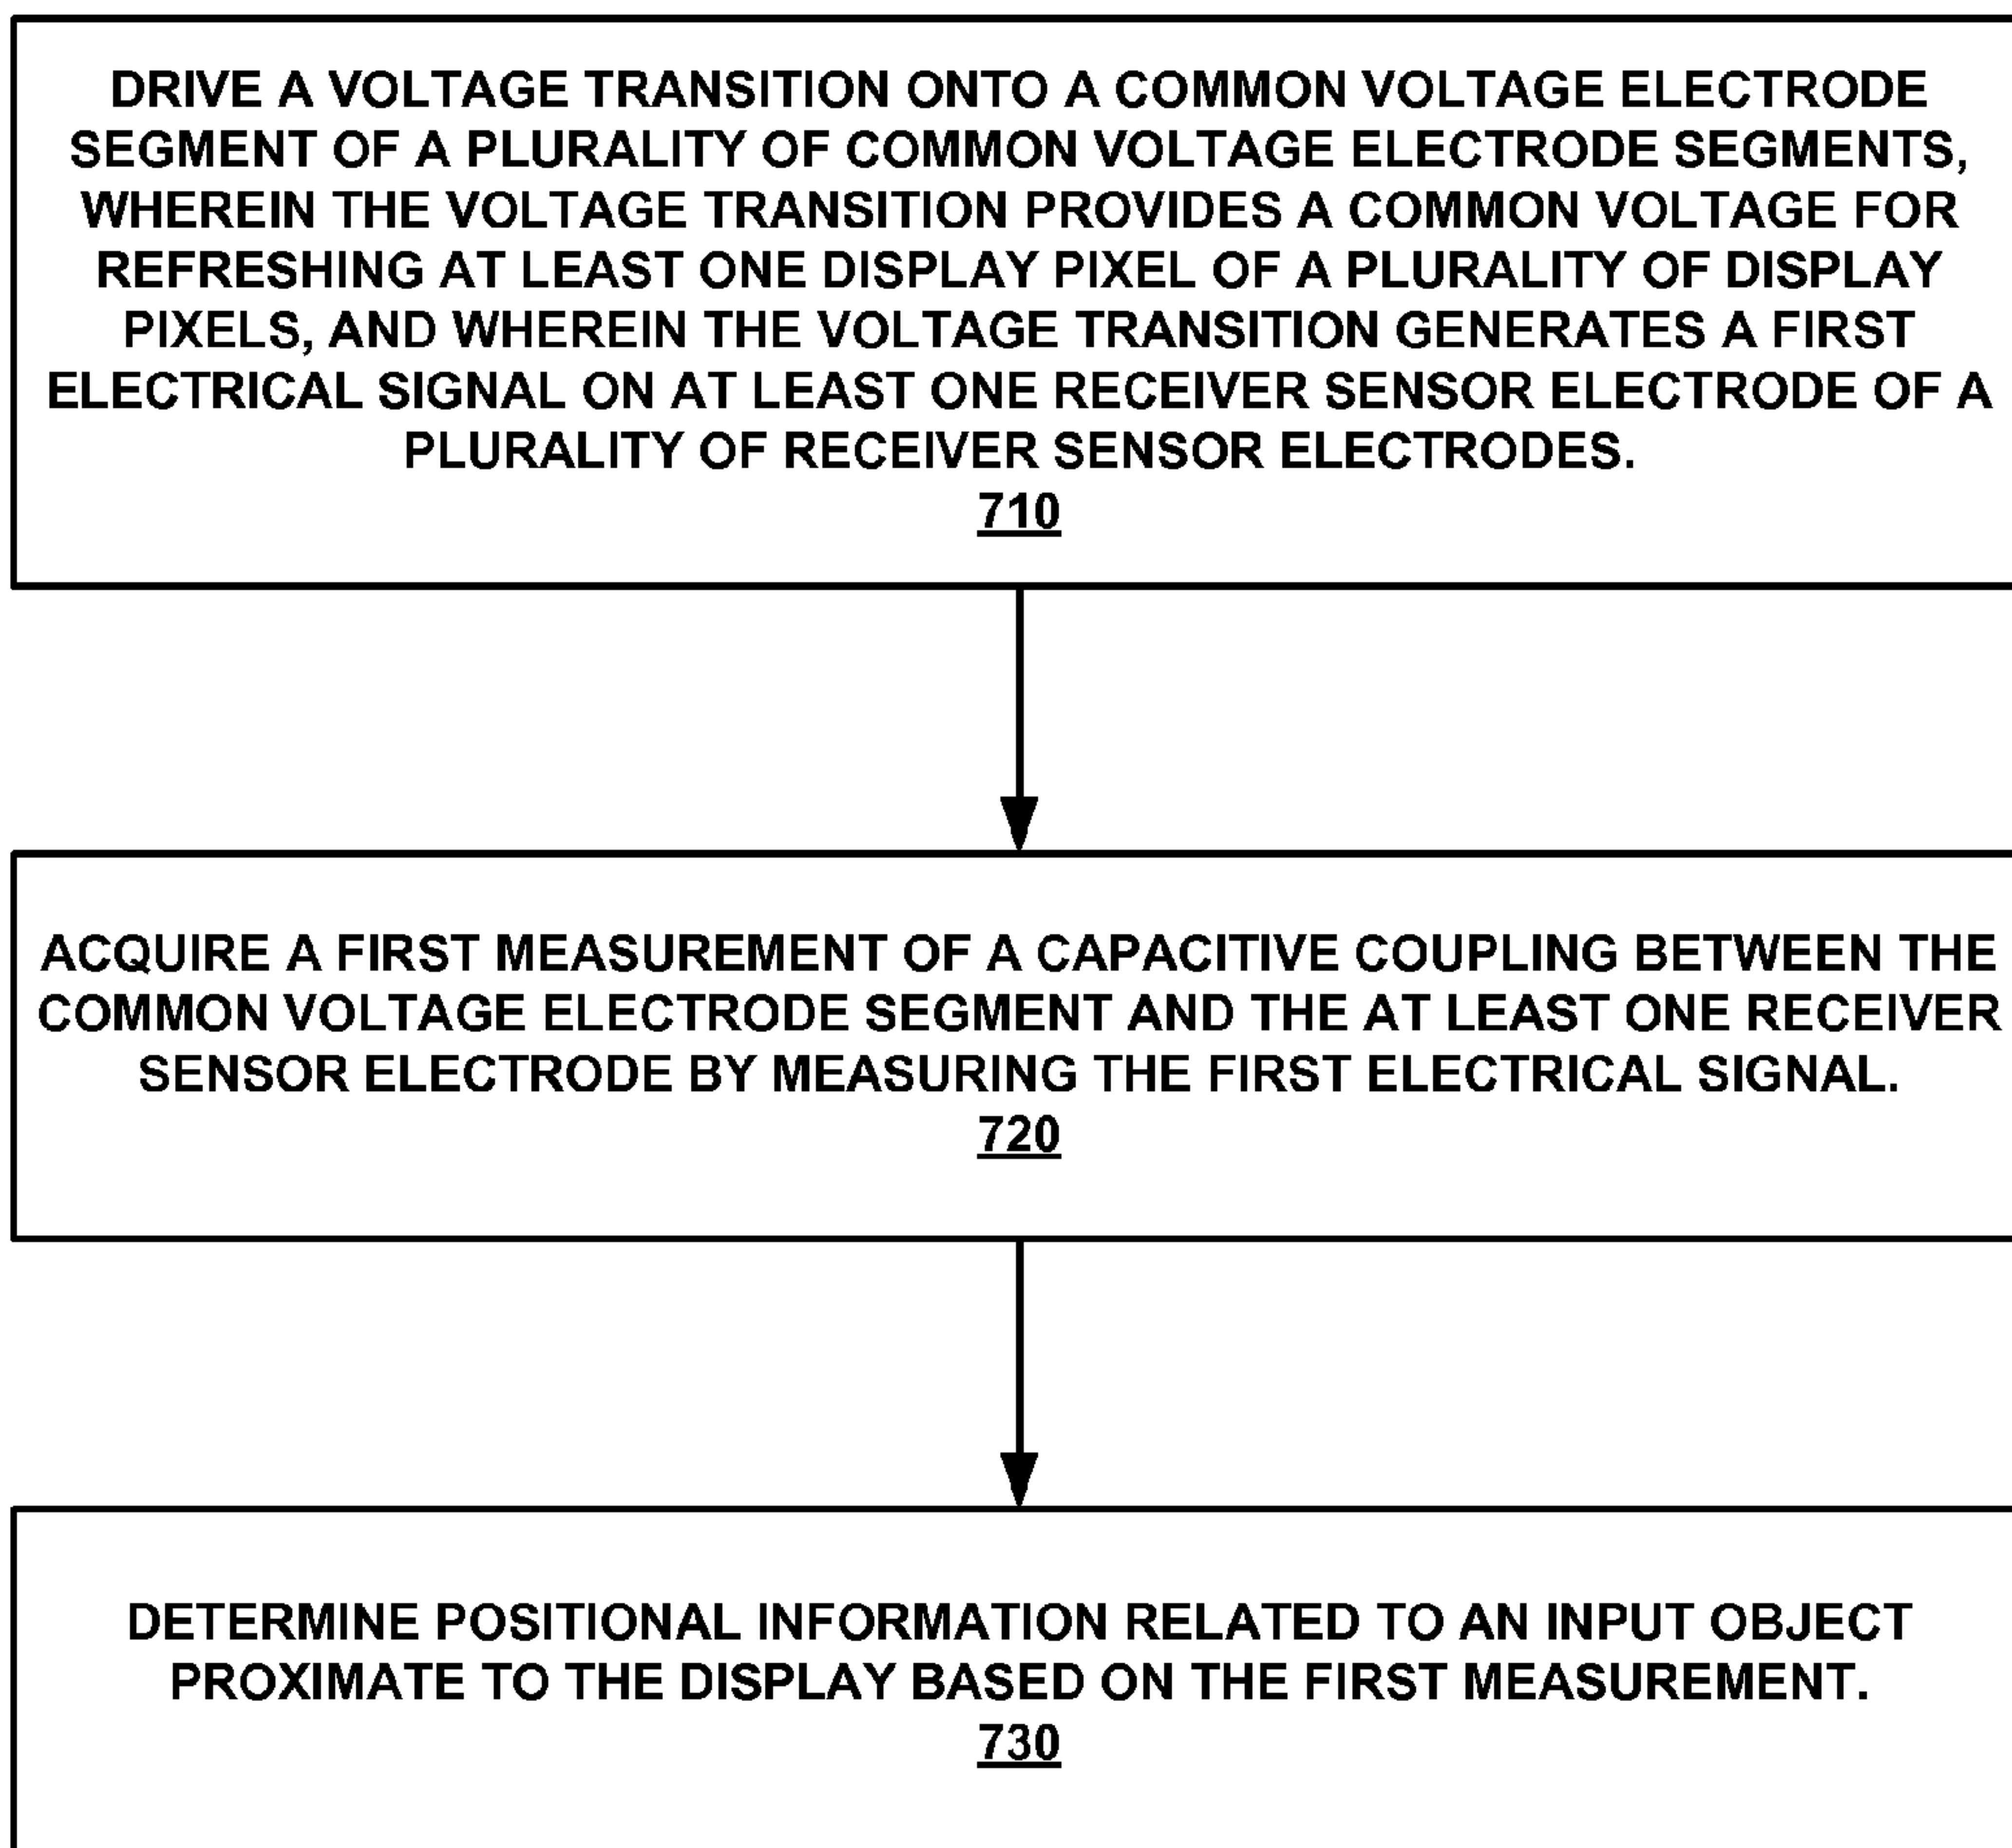 DRIVE A VOLTAGE TRANSITION ONTO A COMMON VOLTAGE ELECTRODE
SEGMENT OF A PLURALITY OF COMMON VOLTAGE ELECTRODE SEGMENTS,
WHEREIN THE VOLTAGE TRANSITION PROVIDES A COMMON VOLTAGE FOR
REFRESHING AT LEAST ONE DISPLAY PIXEL OF A PLURALITY OF DISPLAY
PIXELS, AND WHEREIN THE VOLTAGE TRANSITION GENERATES A FIRST
ELECTRICAL SIGNAL ON AT LEAST ONE RECEIVER SENSOR ELECTRODE OF A
PLURALITY OF RECEIVER SENSOR ELECTRODES.
710
ACQUIRE A FIRST MEASUREMENT OF A CAPACITIVE COUPLING BETWEEN THE
COMMON VOLTAGE ELECTRODE SEGMENT AND THE AT LEAST ONE RECEIVER
SENSOR ELECTRODE BY MEASURING THE FIRST ELECTRICAL SIGNAL.
720
DETERMINE POSITIONAL INFORMATION RELATED TO AN INPUT OBJECT
PROXIMATE TO THE DISPLAY BASED ON THE FIRST MEASUREMENT.
730